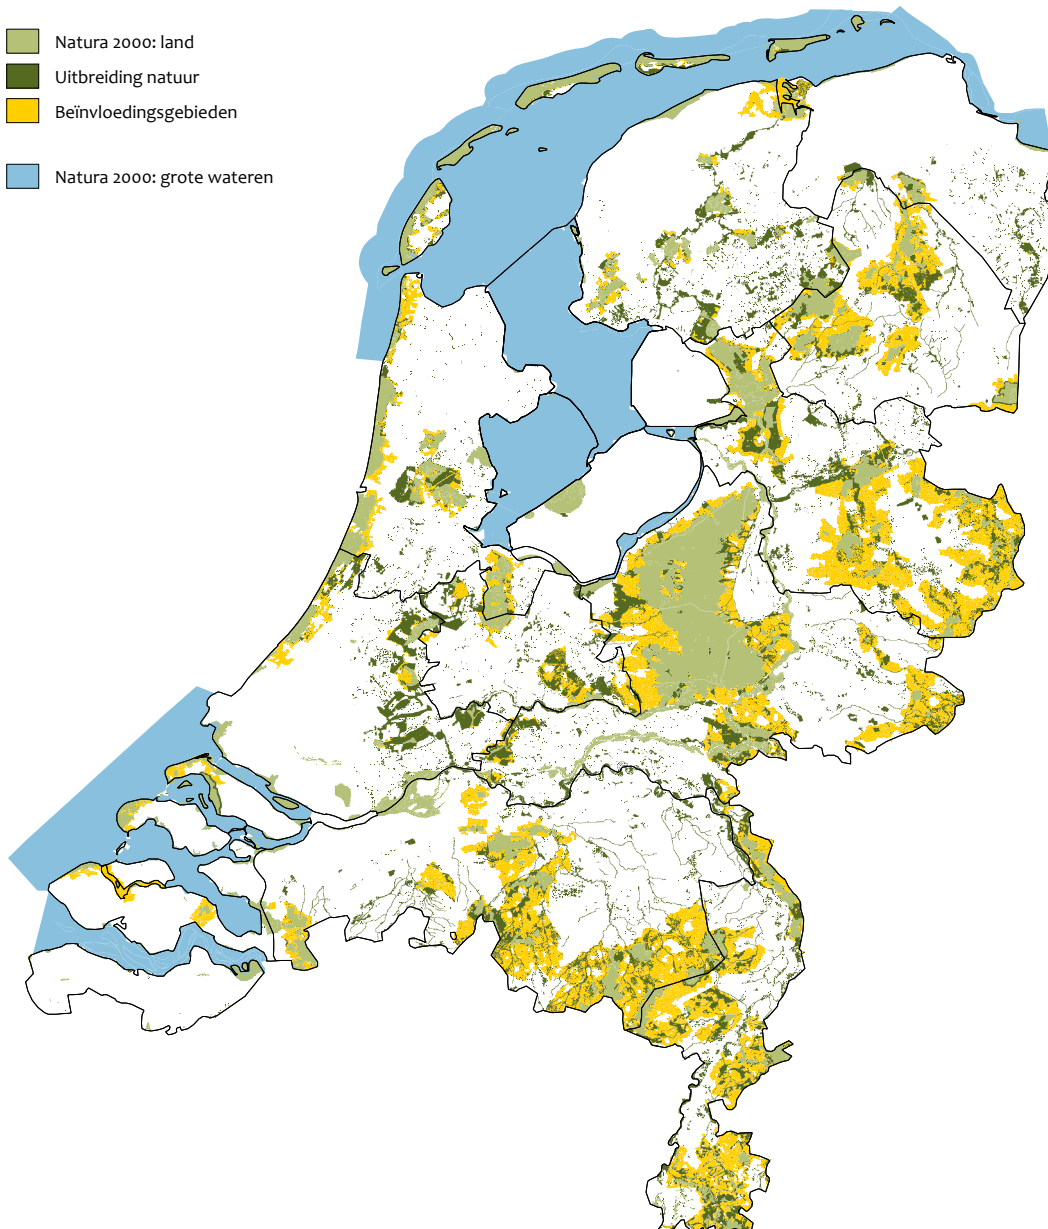 Natura 2000: land
Uitbreiding natuur
Beïnvloedingsgebieden
Natura 2000: grote wateren